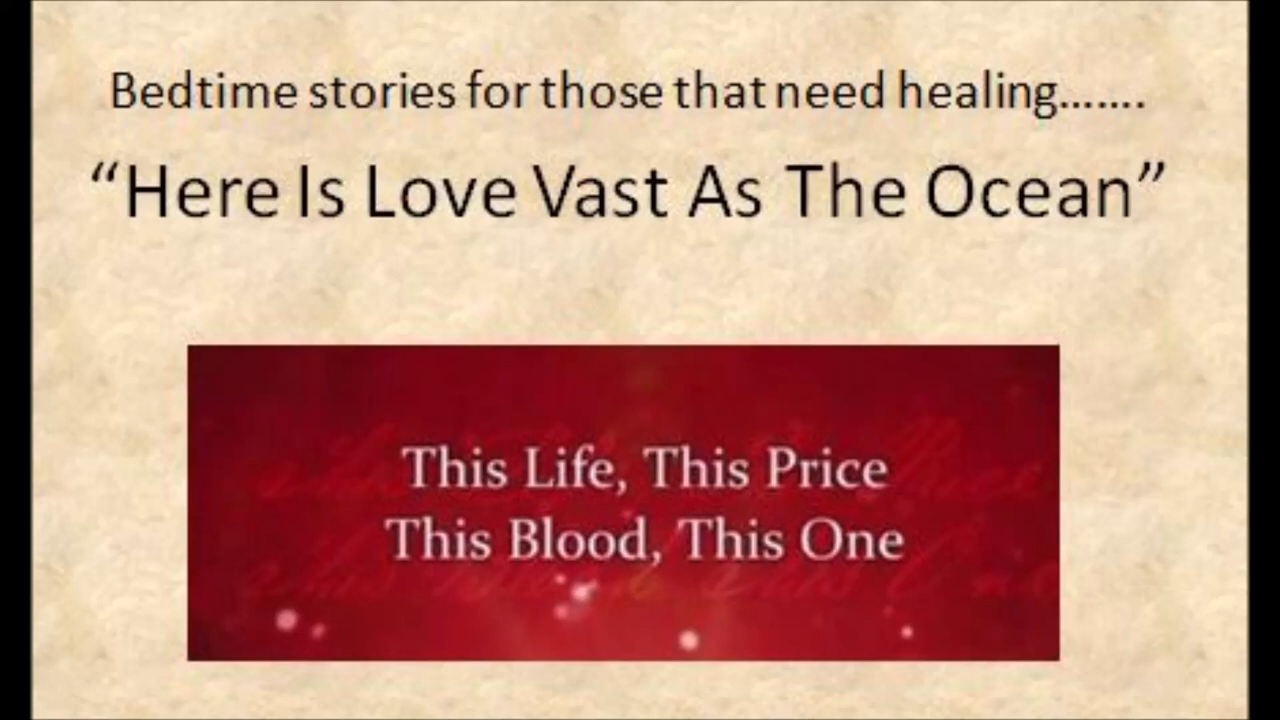 Bedtime stories for those that need healing.......
“Here Is Love Vast As The Ocean”
This Life, This Price
This Blood, This One